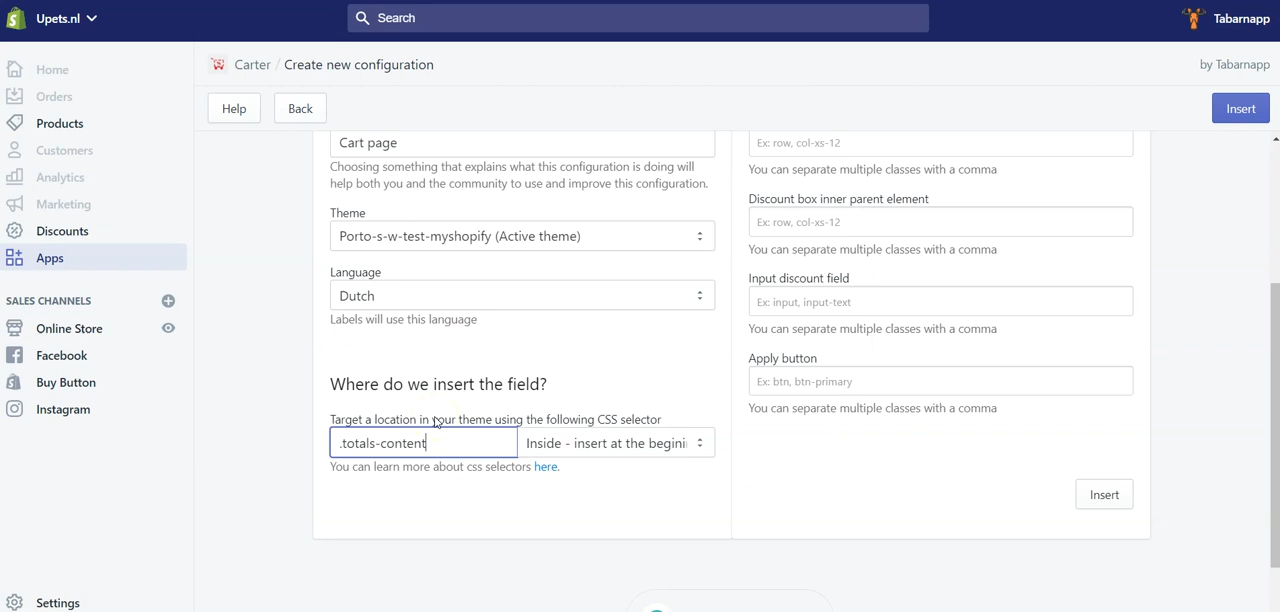 Upets.nl
Search
Tabarnapp
Home
Orders
Products
Customers
Analytics
Marketing
Discounts
Apps
SALES CHANNELS
Online Store
Facebook
Buy Button
Instagram
Settings
Carter / Create new configuration
by Tabarnapp
Help
Back
Insert
Cart page
Choosing something that explains what this configuration is doing will
help both you and the community to use and improve this configuration.
Theme
Porto-s-w-test-myshopify (Active theme)
Language
Dutch
Labels will use this language
Where do we insert the field?
Target a location in your theme using the following CSS selector
.totals-content
Inside - insert at the begini
You can learn more about css selectors here.
Ex: row, col-xs-12
You can separate multiple classes with a comma
Discount box inner parent element
Ex: row, col-xs-12
You can separate multiple classes with a comma
Input discount field
Ex: input, input-text
You can separate multiple classes with a comma
Apply button
Ex: btn, btn-primary
You can separate multiple classes with a comma
Insert